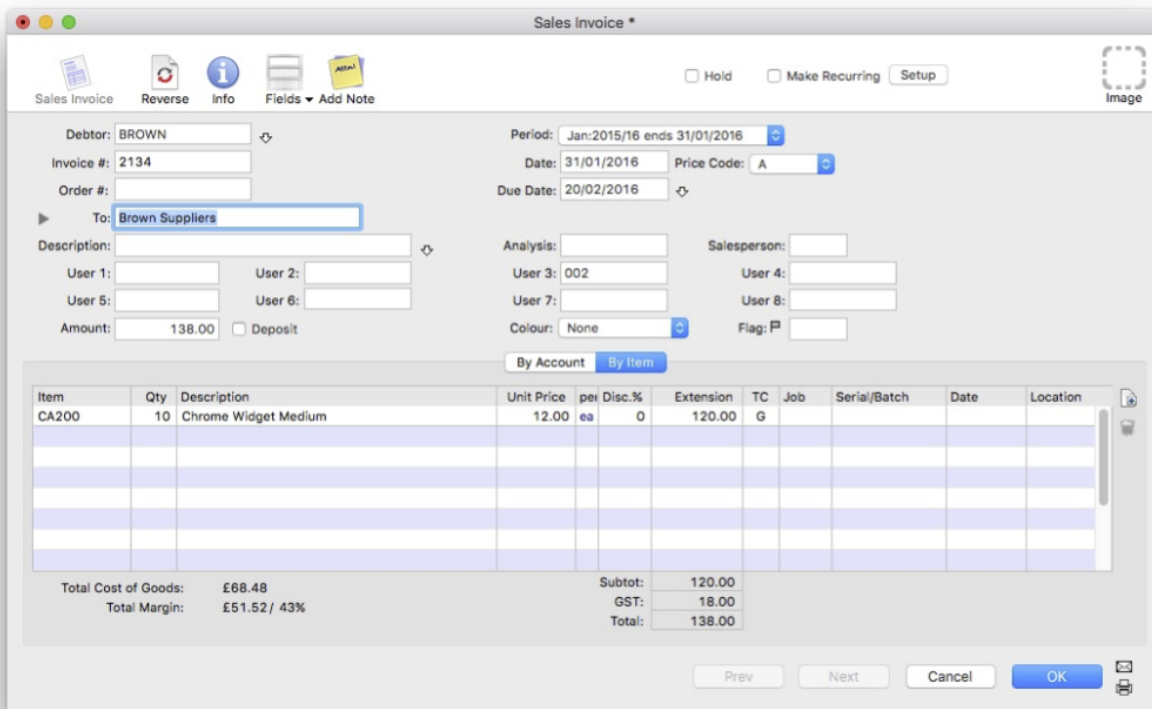 Sales Invoice *
Sales Invoice Reverse Info Fields Add Note Hold Make Recurring Setup Image
Debtor: BROWN Period: Jan:2015/16 ends 31/01/2016
Invoice #: 2134 Date: 31/01/2016 Price Code: A
Order #: Due Date: 20/02/2016
To: Brown Suppliers
Description: Analysis: Salesperson:
User 1: User 2: User 3: 002 User 4:
User 5: User 6: User 7: User 8:
Amount: 138.00 Deposit Colour: None Flag:
By Account By Item
Item Qty Description Unit Price per Disc.% Extension TC Job Serial/Batch Date Location
CA200 10 Chrome Widget Medium 12.00 ea 0 120.00 G
Total Cost of Goods: £68.48 Subtot: 120.00
Total Margin: £51.52/ 43% GST: 18.00
Total: 138.00
Prev Next Cancel OK